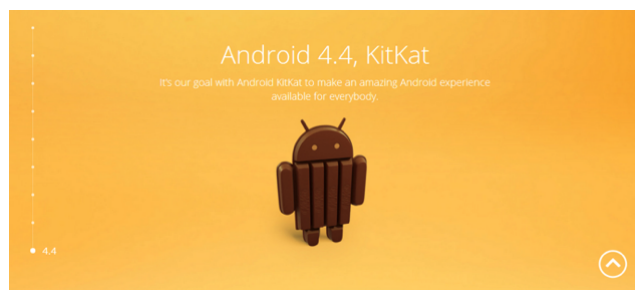 Android 4.4, KitKat
It's our goal with Android KitKat to make an amazing Android experience
available for everybody.
4.4